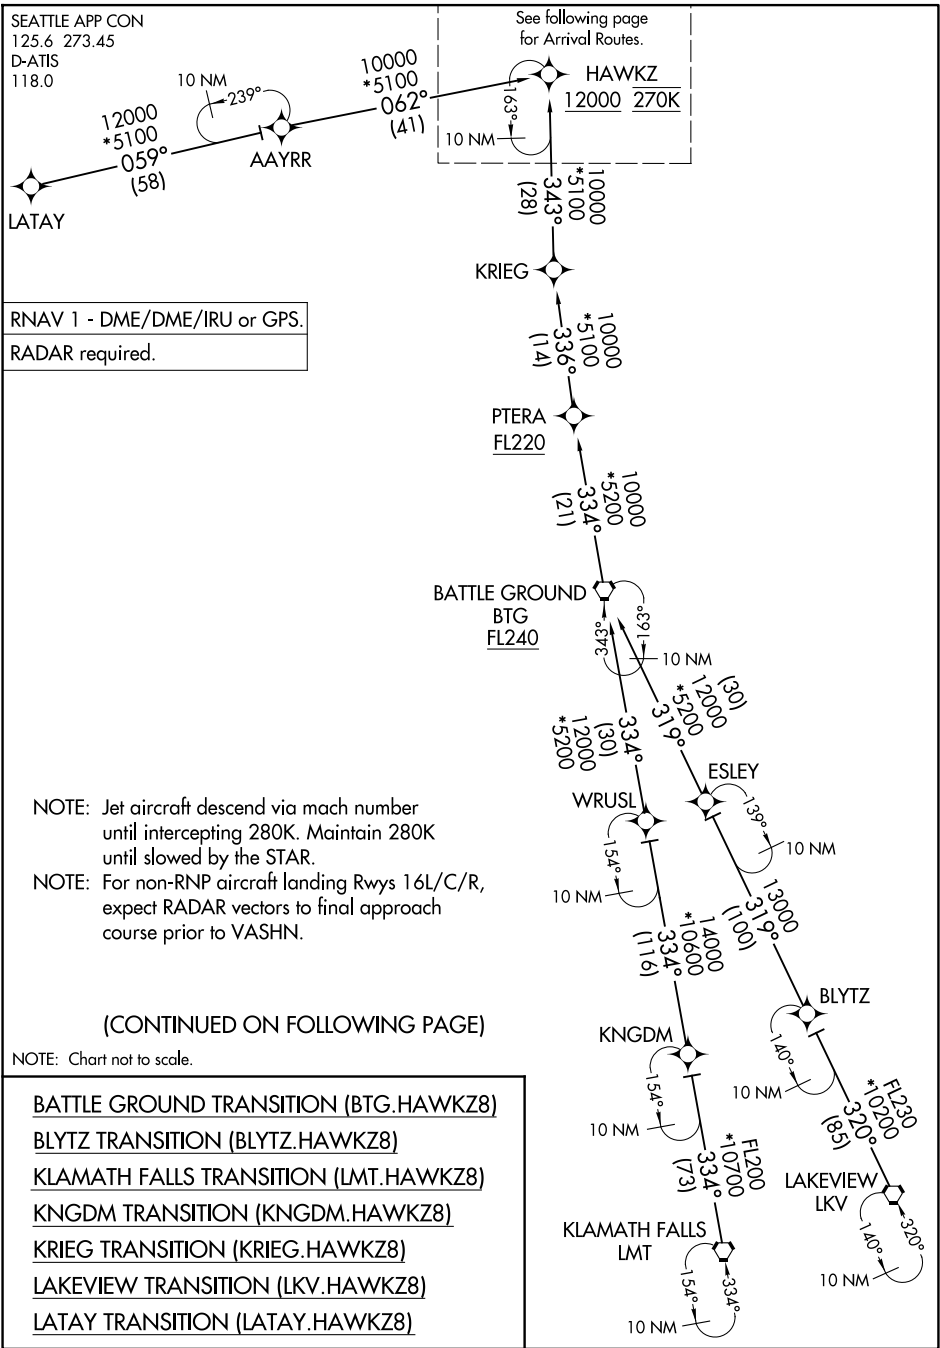 SEATTLE APP CON
125.6 273.45
D-ATIS
118.0
See following page
for Arrival Routes.
HAWKZ
12000 270K
163°
10 NM
10000
*5100
062°
(41)
10 NM
239°
AAYRR
12000
*5100
059°
(58)
LATAY
10000
*5100
343°
(28)
KRIEG
RNAV 1 - DME/DME/IRU or GPS.
RADAR required.
10000
*5100
336°
(14)
PTERA
FL220
10000
*5200
334°
(21)
BATTLE GROUND
BTG
FL240
343°
163°
10 NM
(30)
12000
*5200
319°
334°
(30)
12000
*5200
ESLEY
139°
10 NM
WRUSL
154°
10 NM
NOTE: Jet aircraft descend via mach number
until intercepting 280K. Maintain 280K
until slowed by the STAR.
NOTE: For non-RNP aircraft landing Rwys 16L/C/R,
expect RADAR vectors to final approach
course prior to VASHN.
13000
319°
(100)
14000
*10600
334°
(116)
BLYTZ
140°
10 NM
KNGDM
154°
10 NM
(CONTINUED ON FOLLOWING PAGE)
NOTE: Chart not to scale.
FL230
*10200
320°
(85)
FL200
*10700
334°
(73)
LAKEVIEW
LKV
140°
320°
10 NM
KLAMATH FALLS
LMT
154°
334°
10 NM
BATTLE GROUND TRANSITION (BTG.HAWKZ8)
BLYTZ TRANSITION (BLYTZ.HAWKZ8)
KLAMATH FALLS TRANSITION (LMT.HAWKZ8)
KNGDM TRANSITION (KNGDM.HAWKZ8)
KRIEG TRANSITION (KRIEG.HAWKZ8)
LAKEVIEW TRANSITION (LKV.HAWKZ8)
LATAY TRANSITION (LATAY.HAWKZ8)